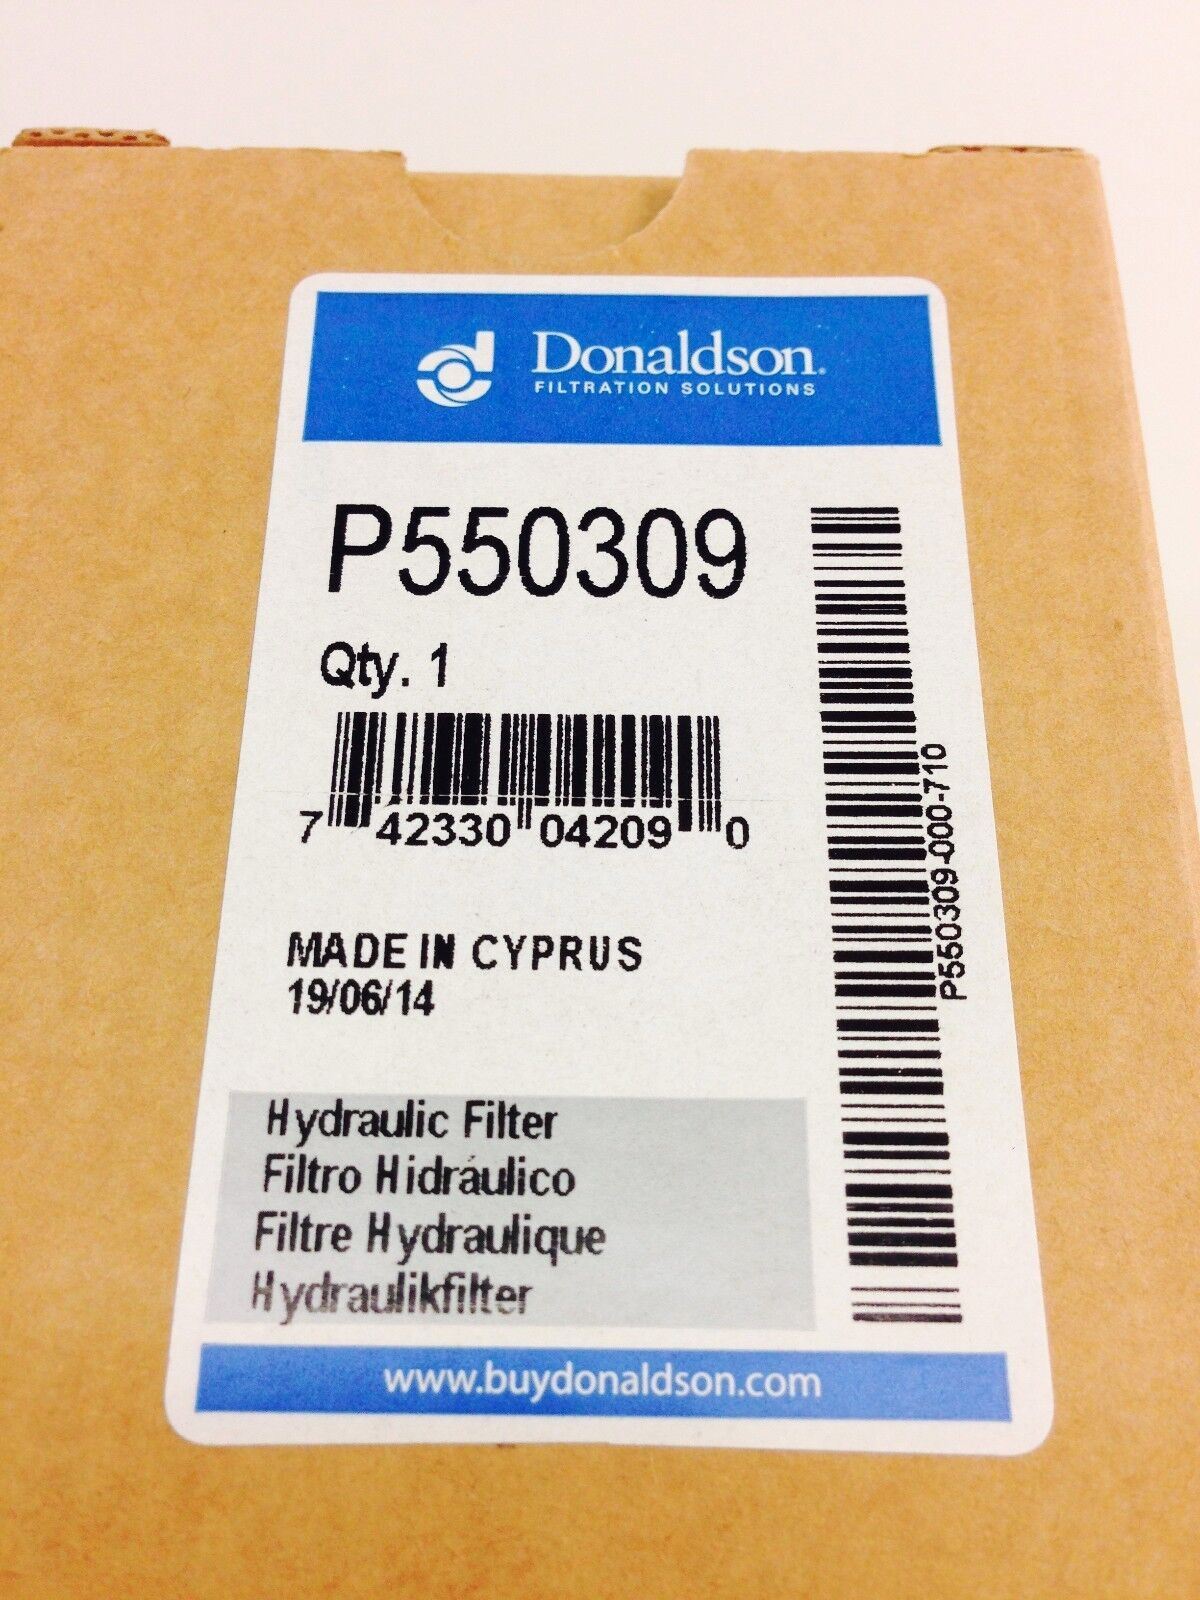 Donaldson®
FILTRATION SOLUTIONS
P550309
Qty. 1
7 42330 04209 0
P550309-000-710
MADE IN CYPRUS
19/06/14
Hydraulic Filter
Filtro Hidráulico
Filtre Hydraulique
Hydraulikfilter
www.buydonaldson.com